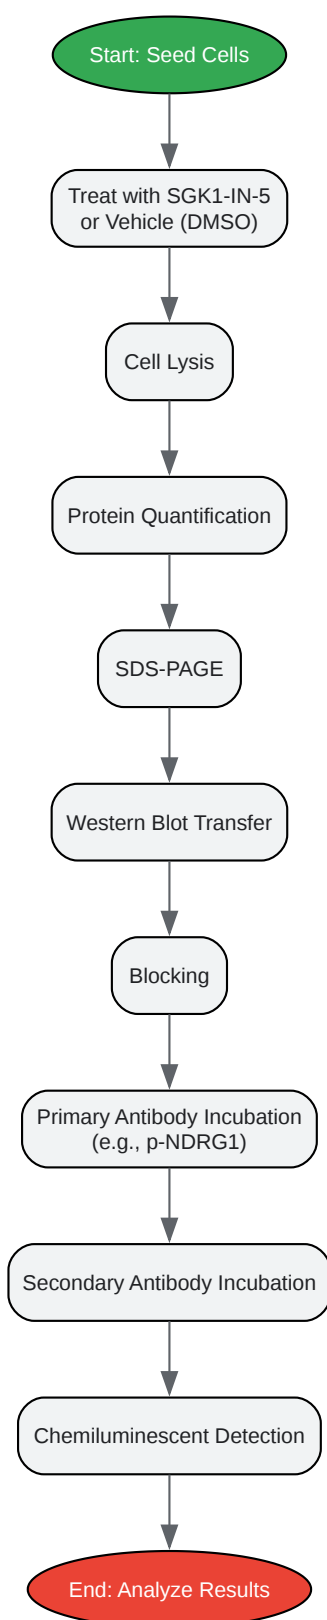 Start: Seed Cells
Treat with SGK1-IN-5
or Vehicle (DMSO)
Cell Lysis
Protein Quantification
SDS-PAGE
Western Blot Transfer
Blocking
Primary Antibody Incubation
(e.g., p-NDRG1)
Secondary Antibody Incubation
Chemiluminescent Detection
End: Analyze Results